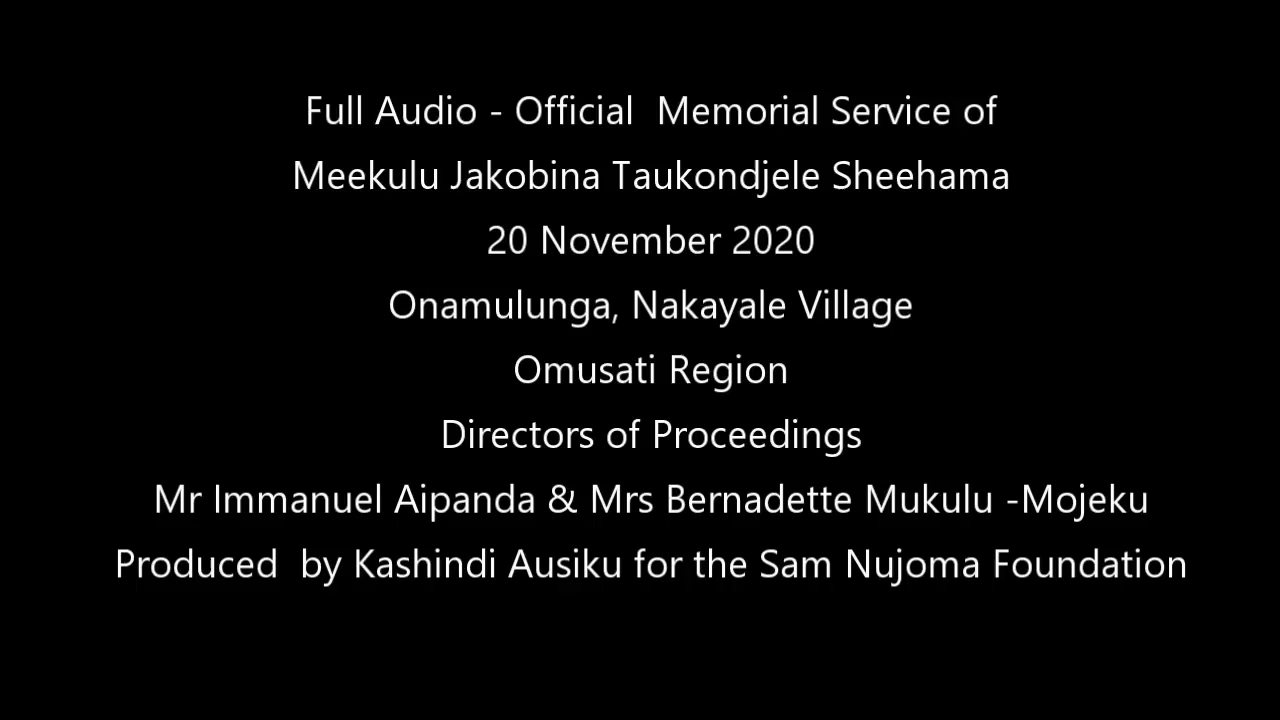 Full Audio - Official  Memorial Service of
Meekulu Jakobina Taukondjele Sheehama
20 November 2020
Onamulunga, Nakayale Village
Omusati Region
Directors of Proceedings
Mr Immanuel Aipanda & Mrs Bernadette Mukulu -Mojeku
Produced  by Kashindi Ausiku for the Sam Nujoma Foundation